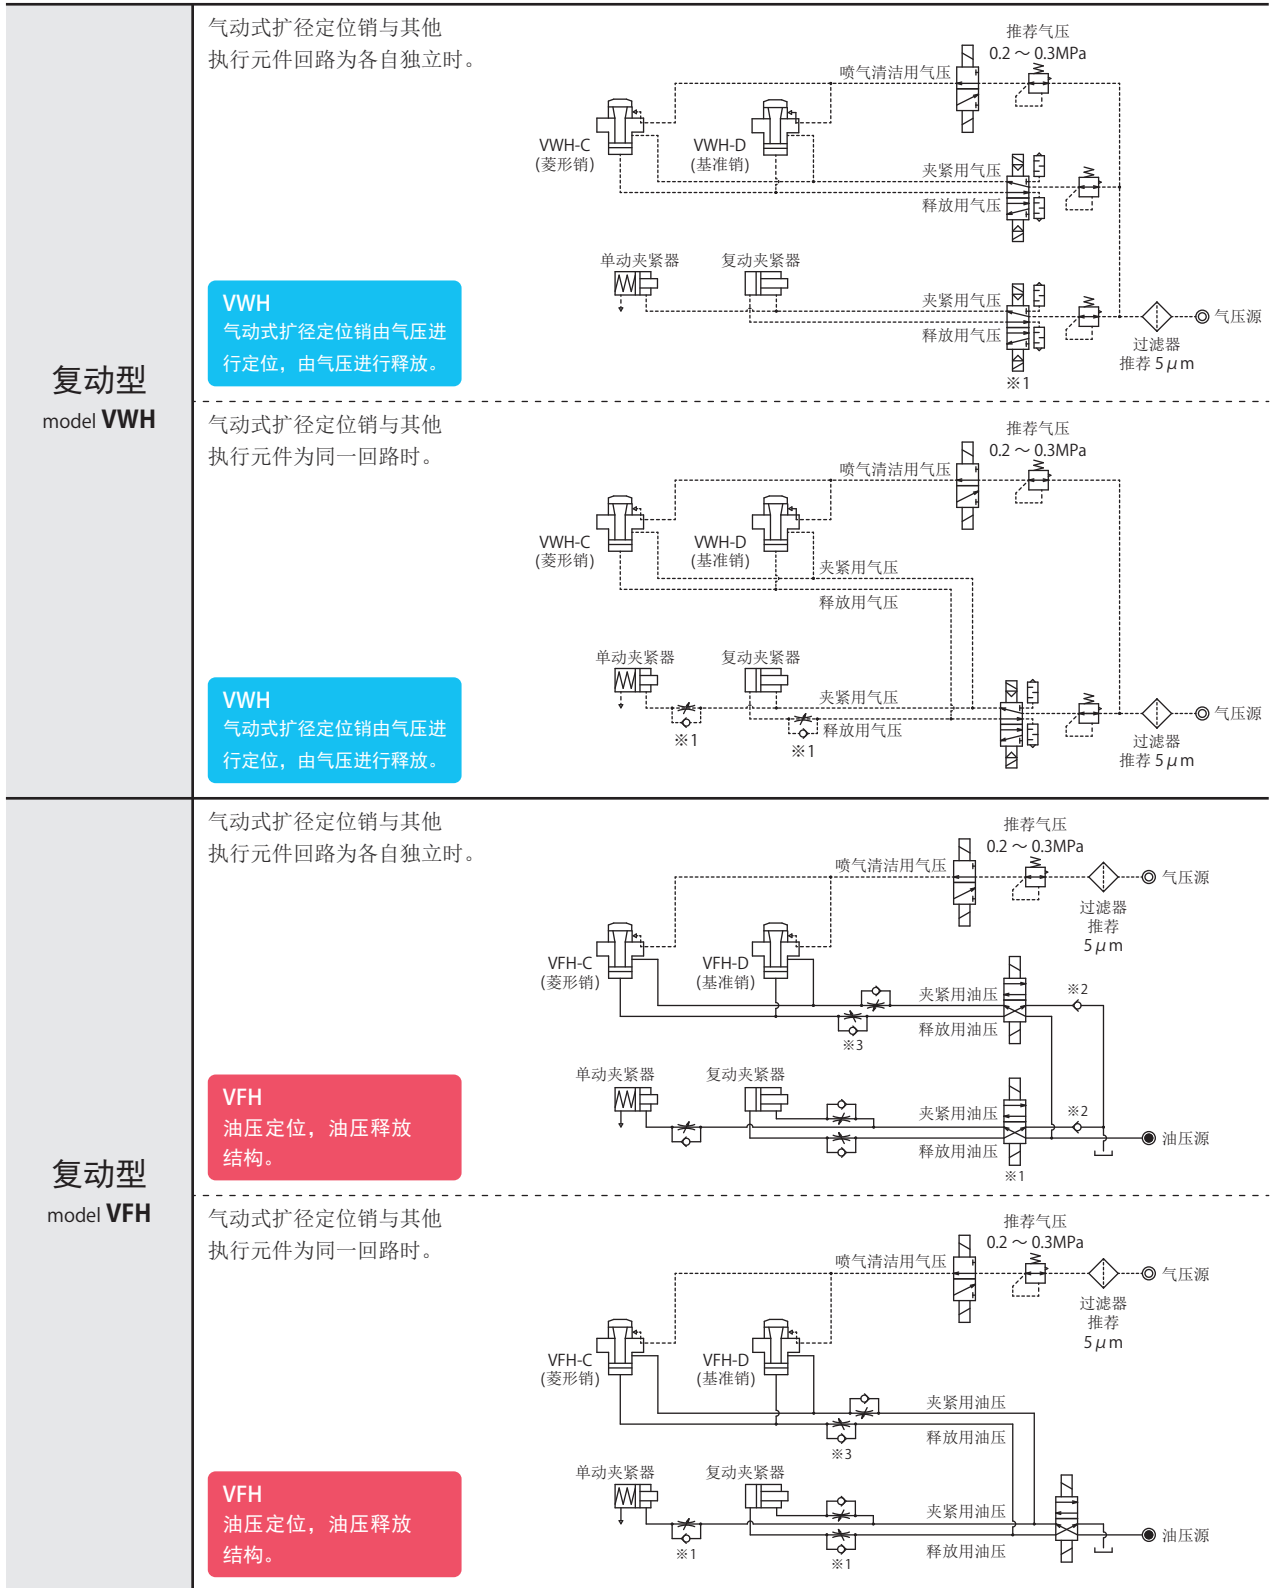 复动型
model VWH
气动式扩径定位销与其他
执行元件回路为各自独立时。
推荐气压
0.2～0.3MPa
喷气清洁用气压
VWH-C
(菱形销)
VWH-D
(基准销)
夹紧用气压
释放用气压
单动夹紧器
复动夹紧器
夹紧用气压
释放用气压
气压源
过滤器
推荐 5μm
※1
VWH
气动式扩径定位销由气压进
行定位，由气压进行释放。
气动式扩径定位销与其他
执行元件为同一回路时。
推荐气压
0.2～0.3MPa
喷气清洁用气压
VWH-C
(菱形销)
VWH-D
(基准销)
夹紧用气压
释放用气压
单动夹紧器
复动夹紧器
夹紧用气压
释放用气压
※1
※1
气压源
过滤器
推荐 5μm
VWH
气动式扩径定位销由气压进
行定位，由气压进行释放。
复动型
model VFH
气动式扩径定位销与其他
执行元件回路为各自独立时。
推荐气压
0.2～0.3MPa
喷气清洁用气压
气压源
过滤器
推荐
5μm
VFH-C
(菱形销)
VFH-D
(基准销)
夹紧用油压
※2
释放用油压
※3
单动夹紧器
复动夹紧器
夹紧用油压
※2
释放用油压
油压源
※1
VFH
油压定位，油压释放
结构。
气动式扩径定位销与其他
执行元件为同一回路时。
推荐气压
0.2～0.3MPa
喷气清洁用气压
气压源
过滤器
推荐
5μm
VFH-C
(菱形销)
VFH-D
(基准销)
夹紧用油压
释放用油压
※3
单动夹紧器
复动夹紧器
夹紧用油压
释放用油压
※1
※1
油压源
VFH
油压定位，油压释放
结构。